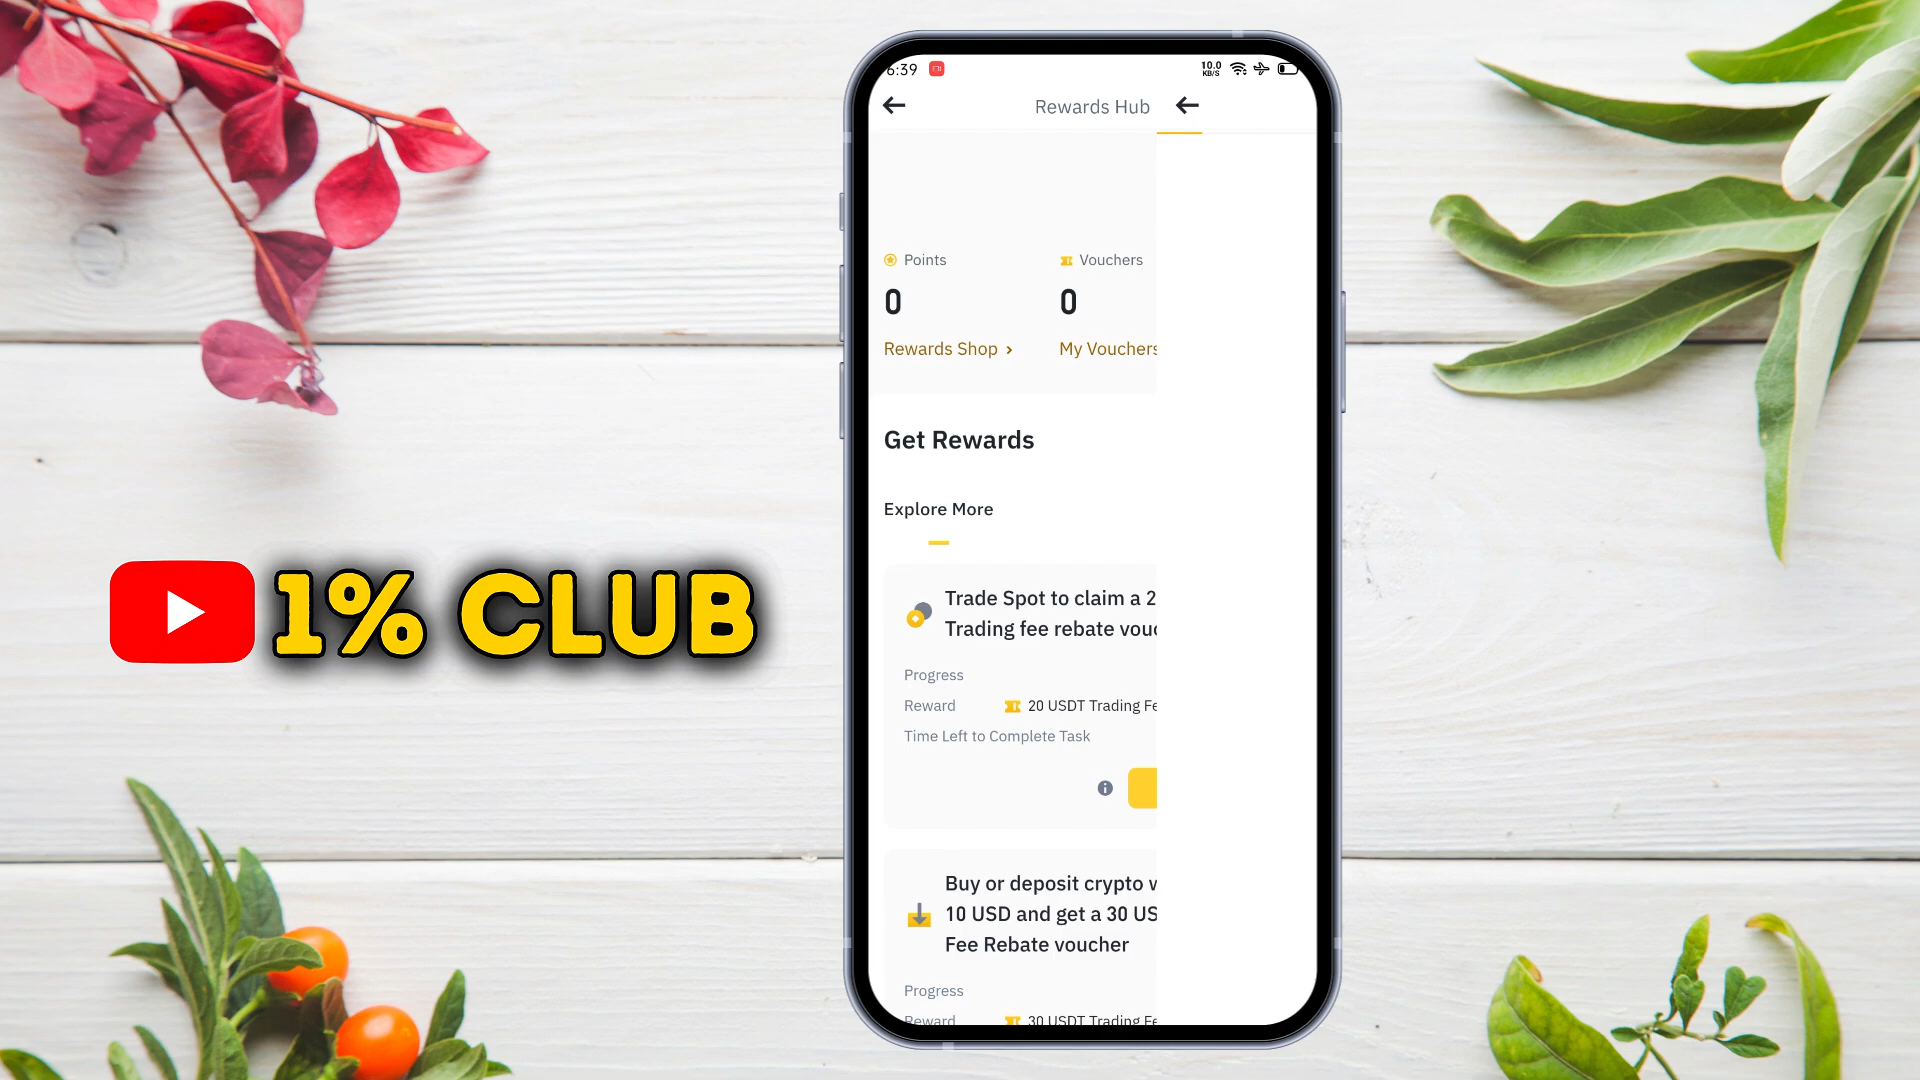 6:39
10.0
KB/S
Rewards Hub
Points
Vouchers
0
0
Rewards Shop ›
My Vouchers
Get Rewards
Explore More
Trade Spot to claim a 2
Trading fee rebate vou
Progress
Reward
20 USDT Trading Fe
Time Left to Complete Task
Buy or deposit crypto
10 USD and get a 30 US
Fee Rebate voucher
Progress
Reward
30 USDT Trading Fe
1% CLUB